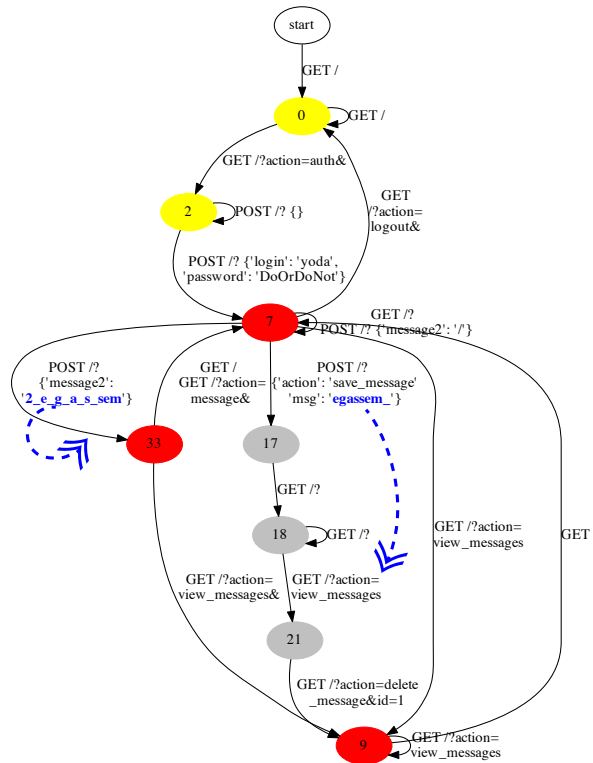 start
GET /
0
GET /
GET /?action=auth&
GET
/?action=
logout&
2
POST /? {}
POST /? {'login': 'yoda',
'password': 'DoOrDoNot'}
7
GET /?
POST /? {'message2': '/'}
POST /?
{'message2':
'2_e_g_a_s_sem'}
GET /
GET /?action=
message&
POST /?
{'action': 'save_message'
'msg': 'egassem_'}
33
17
GET /?
18
GET /?
GET /?action=
view_messages
GET
GET /?action=
view_messages&
GET /?action=
view_messages
21
GET /?action=delete
_message&id=1
9
GET /?action=
view_messages